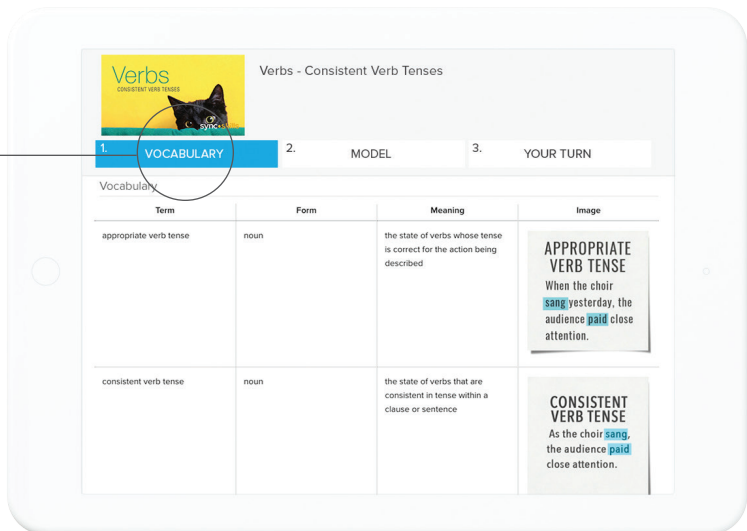 Verbs
CONSISTENT VERB TENSES
Verbs - Consistent Verb Tenses
1.
VOCABULARY
2.
MODEL
3.
YOUR TURN
Vocabulary
Term
Form
Meaning
Image
appropriate verb tense
noun
the state of verbs whose tense
is correct for the action being
described
APPROPRIATE
VERB TENSE
When the choir
sang yesterday, the
audience paid close
attention.
consistent verb tense
noun
the state of verbs that are
consistent in tense within a
clause or sentence
CONSISTENT
VERB TENSE
As the choir sang,
the audience paid
close attention.